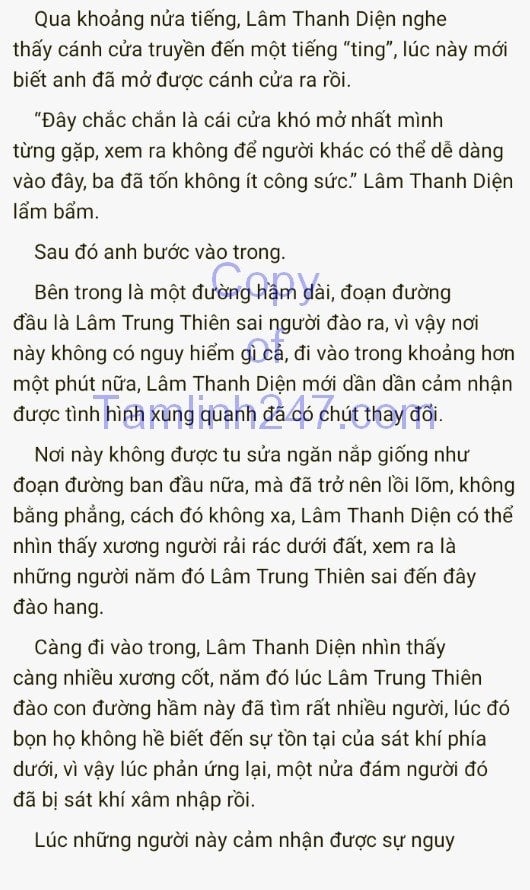 Qua khoảng nửa tiếng, Lâm Thanh Diện nghe
thấy cánh cửa truyền đến một tiếng “ting”, lúc này mới
biết anh đã mở được cánh cửa ra rồi.
“Đây chắc chắn là cái cửa khó mở nhất mình
từng gặp, xem ra không để người khác có thể dễ dàng
vào đây, ba đã tốn không ít công sức.” Lâm Thanh Diện
lẩm bẩm.
Sau đó anh bước vào trong.
Bên trong là một đường hầm dài, đoạn đường
đầu là Lâm Trung Thiên sai người đào ra, vì vậy nơi
này không có nguy hiểm gì cả, đi vào trong khoảng hơn
một phút nữa, Lâm Thanh Diện mới dần dần cảm nhận
được tình hình xung quanh đã có chút thay đổi.
Copy
of
Tamlinh247.com
Nơi này không được tu sửa ngăn nắp giống như
đoạn đường ban đầu nữa, mà đã trở nên lồi lõm, không
bằng phẳng, cách đó không xa, Lâm Thanh Diện có thể
nhìn thấy xương người rải rác dưới đất, xem ra là
những người năm đó Lâm Trung Thiên sai đến đây
đào hang.
Càng đi vào trong, Lâm Thanh Diện nhìn thấy
càng nhiều xương cốt, năm đó lúc Lâm Trung Thiên
đào con đường hầm này đã tìm rất nhiều người, lúc đó
bọn họ không hề biết đến sự tồn tại của sát khí phía
dưới, vì vậy lúc phản ứng lại, một nửa đám người đó
đã bị sát khí xâm nhập rồi.
Lúc những người này cảm nhận được sự nguy